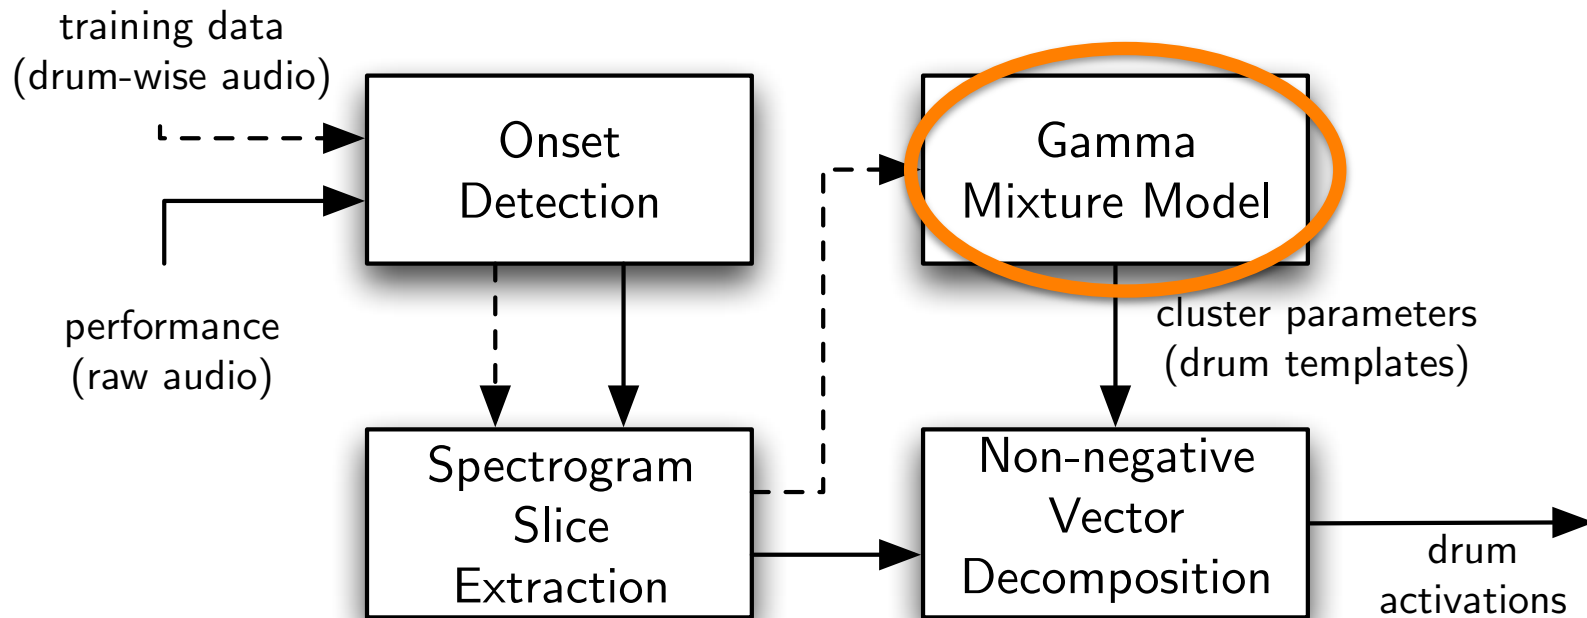 training data
(drum-wise audio)
Onset
Detection
Gamma
Mixture Model
performance
(raw audio)
cluster parameters
(drum templates)
Spectrogram
Slice
Extraction
Non-negative
Vector
Decomposition
drum
activations